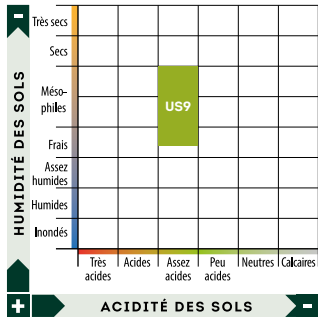 -
HUMIDITÉ DES SOLS
+
Très secs
Secs
Méso-
philes
Frais
Assez
humides
Humides
Inondés
US9
Très
acides
Acides
Assez
acides
Peu
acides
Neutres
Calcaires
ACIDITÉ DES SOLS
-